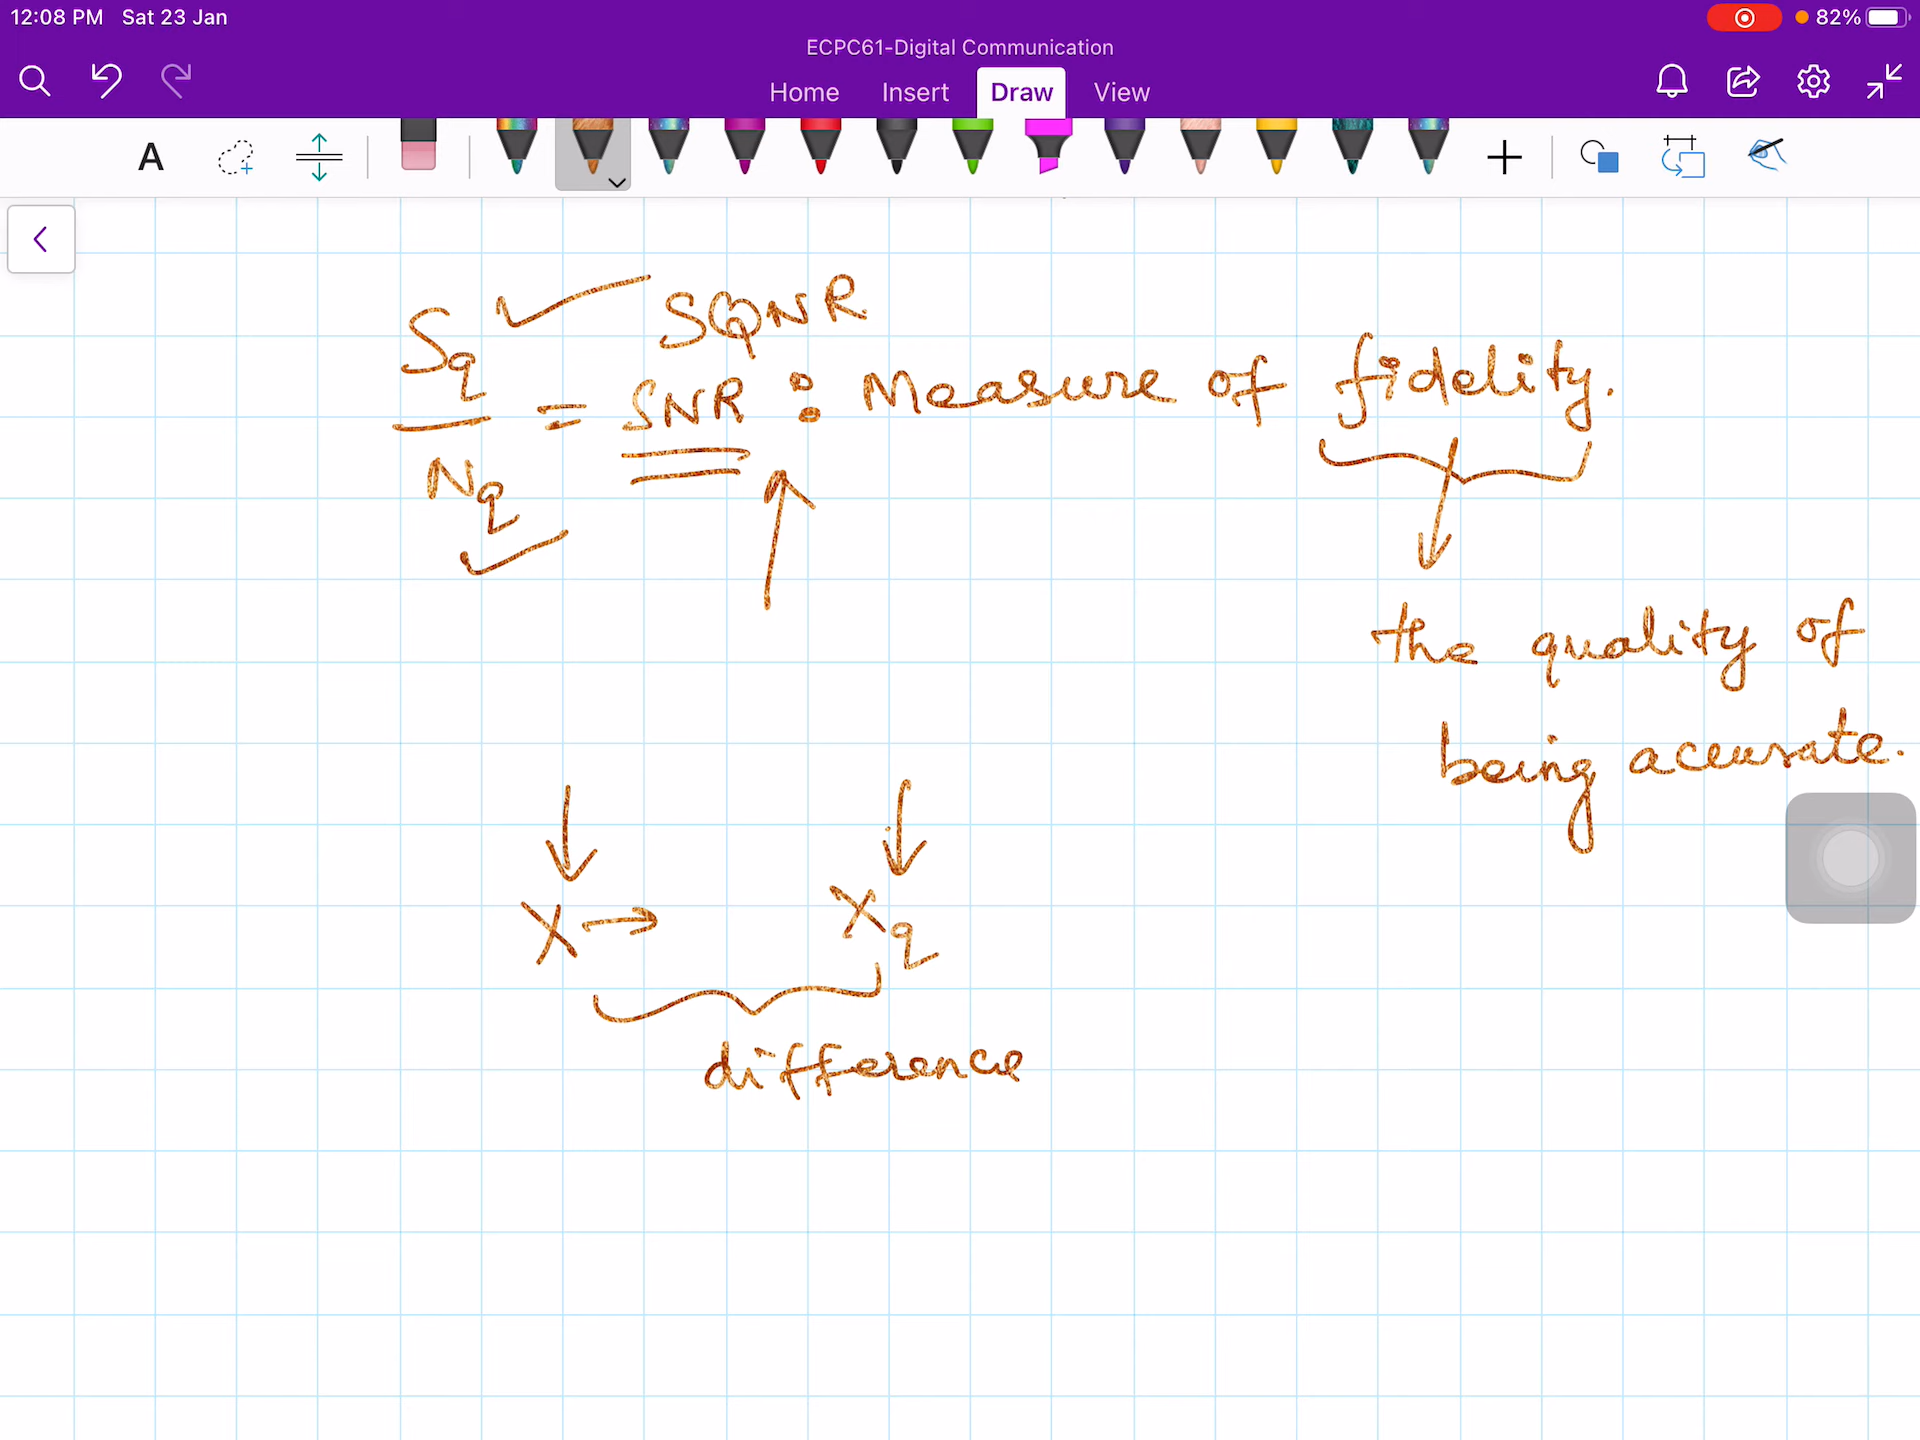 12:08 PM Sat 23 Jan
82%
ECPC61-Digital Communication
Home Insert Draw View
A
SQNR
Sq
= SNR : Measure of fidelity.
Nq
the quality of
being accurate.
X → Xq
difference